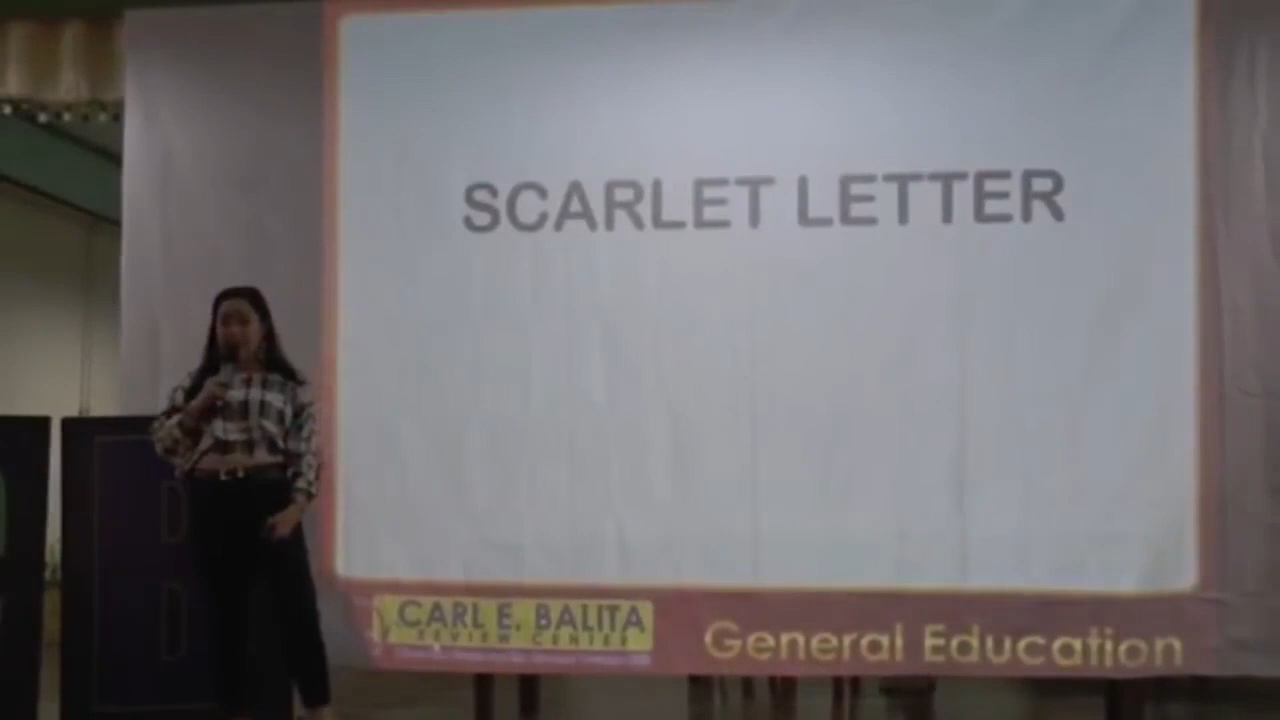 SCARLET LETTER
CARL E. BALITA
REVIEW CENTER
General Education